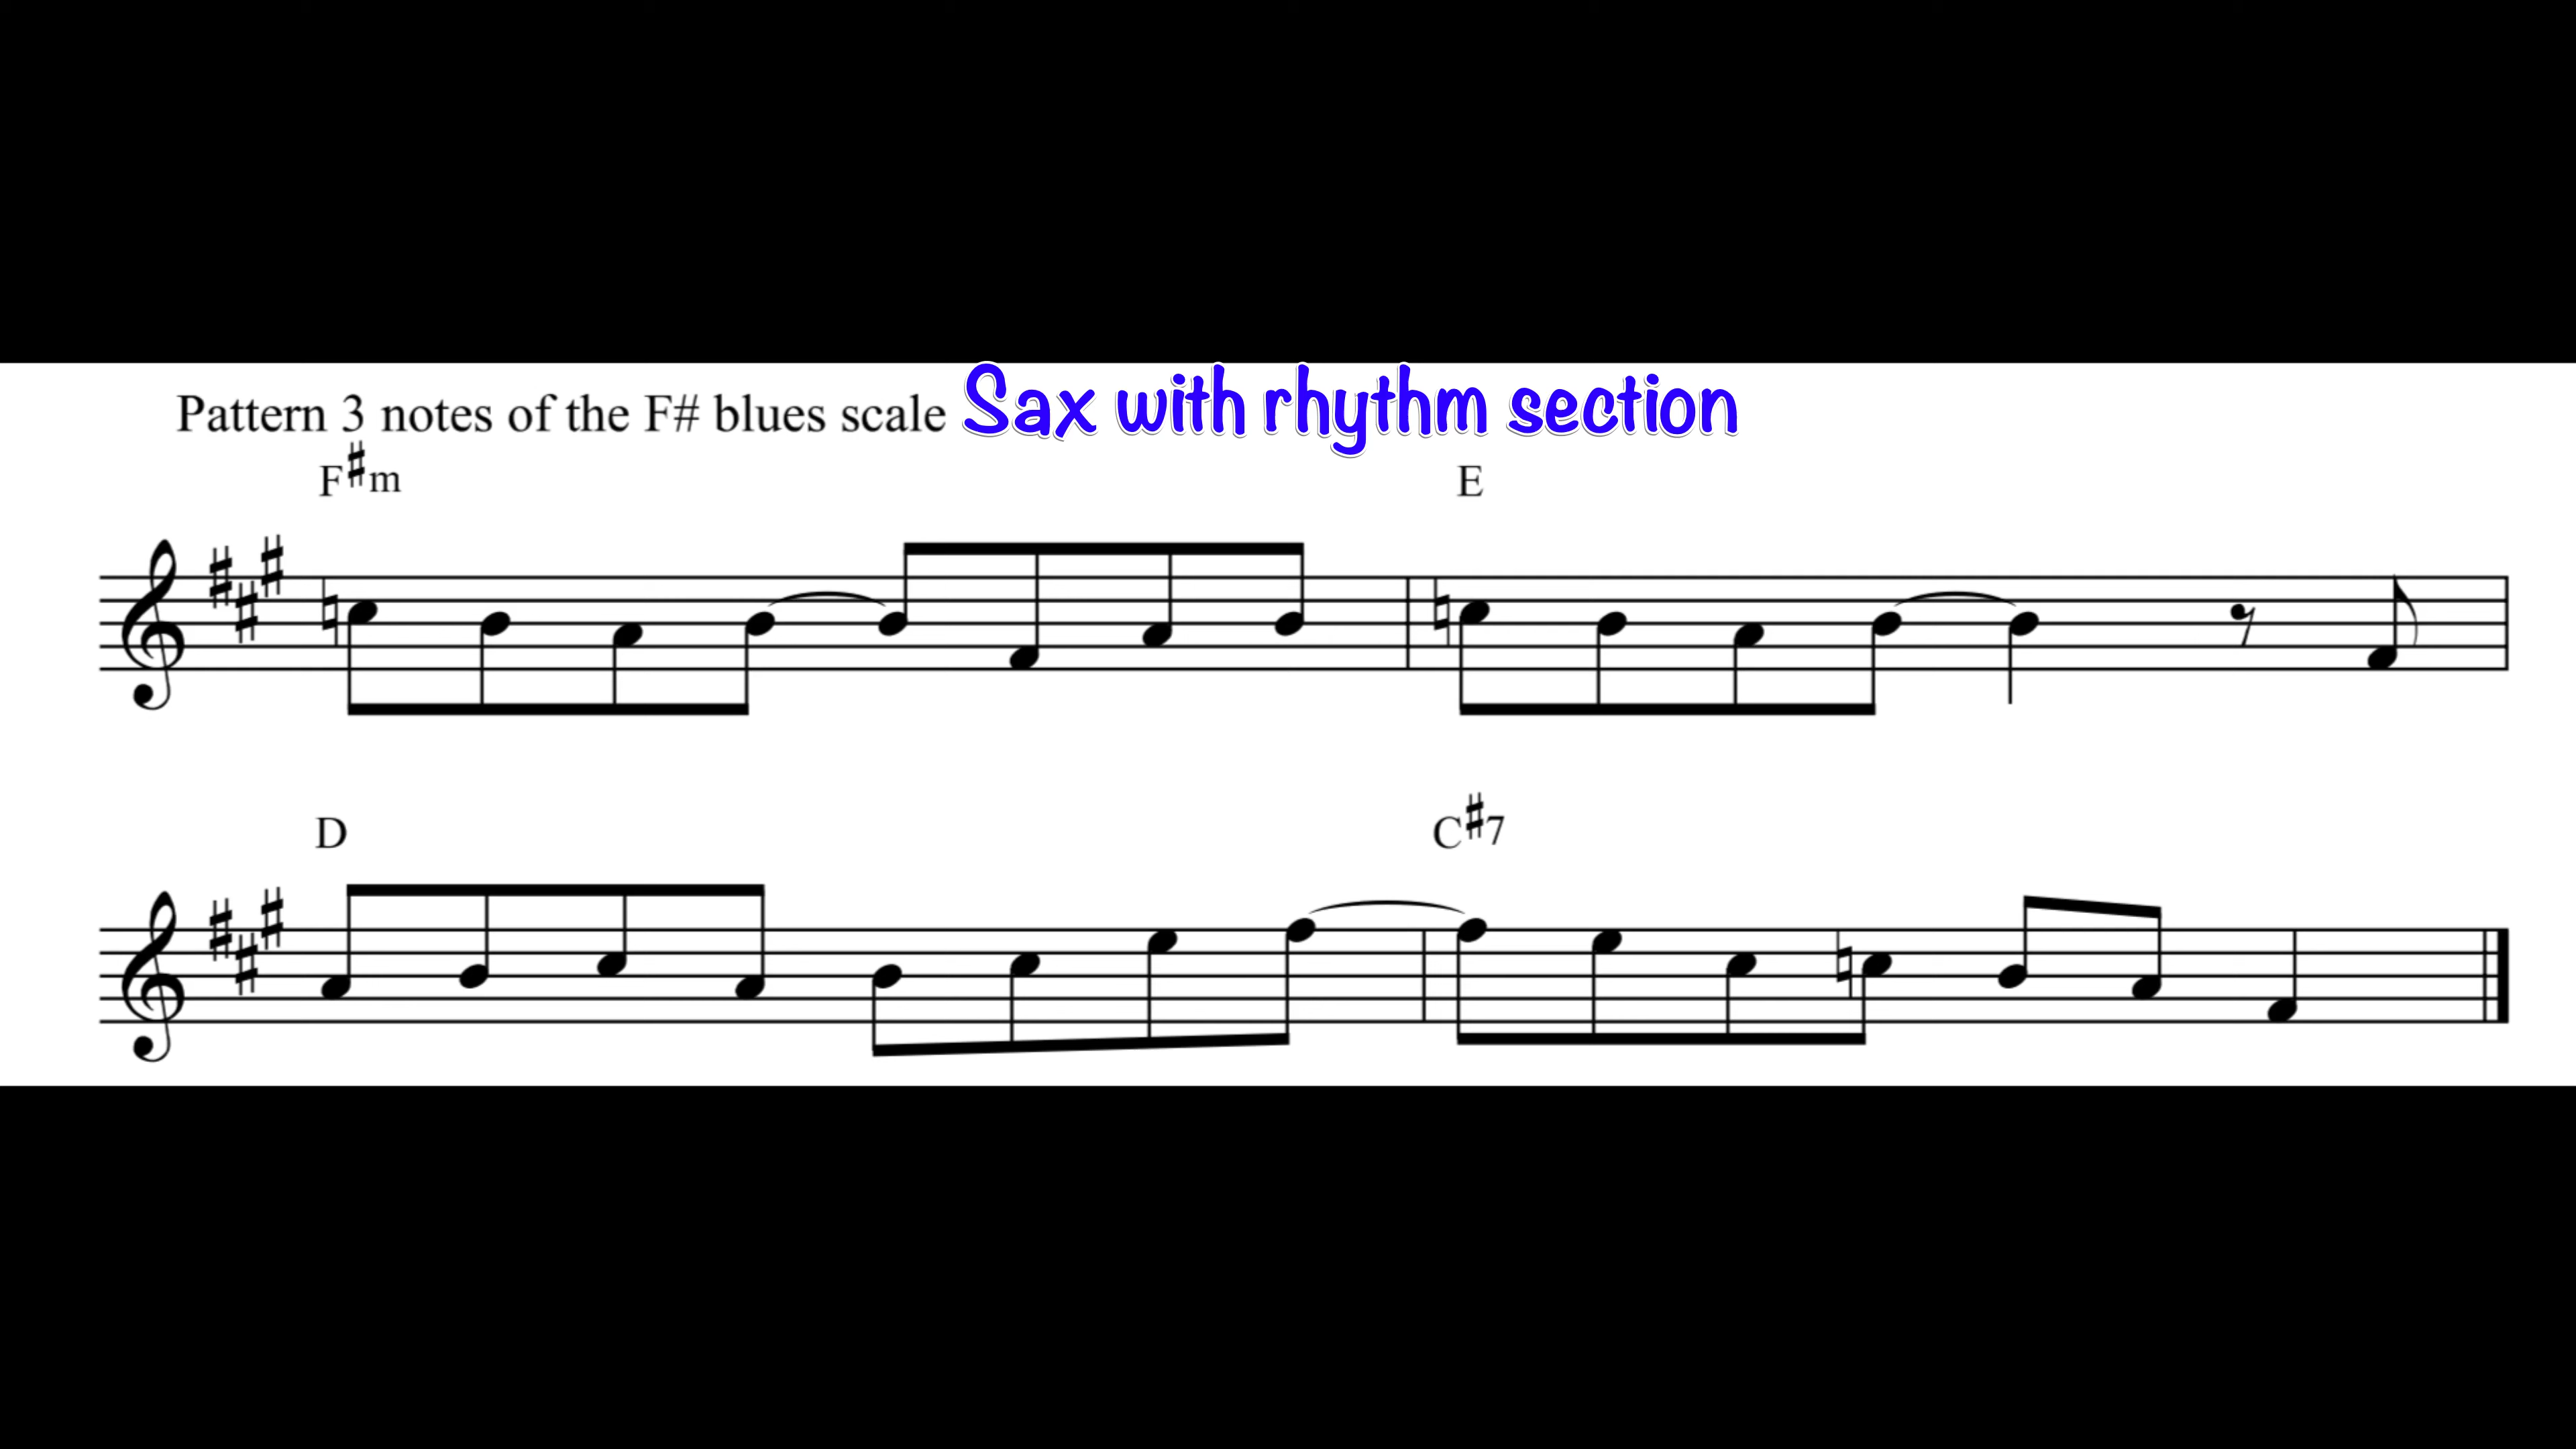 Pattern 3 notes of the F# blues scale Sax with rhythm section
F♯m E
D C♯7